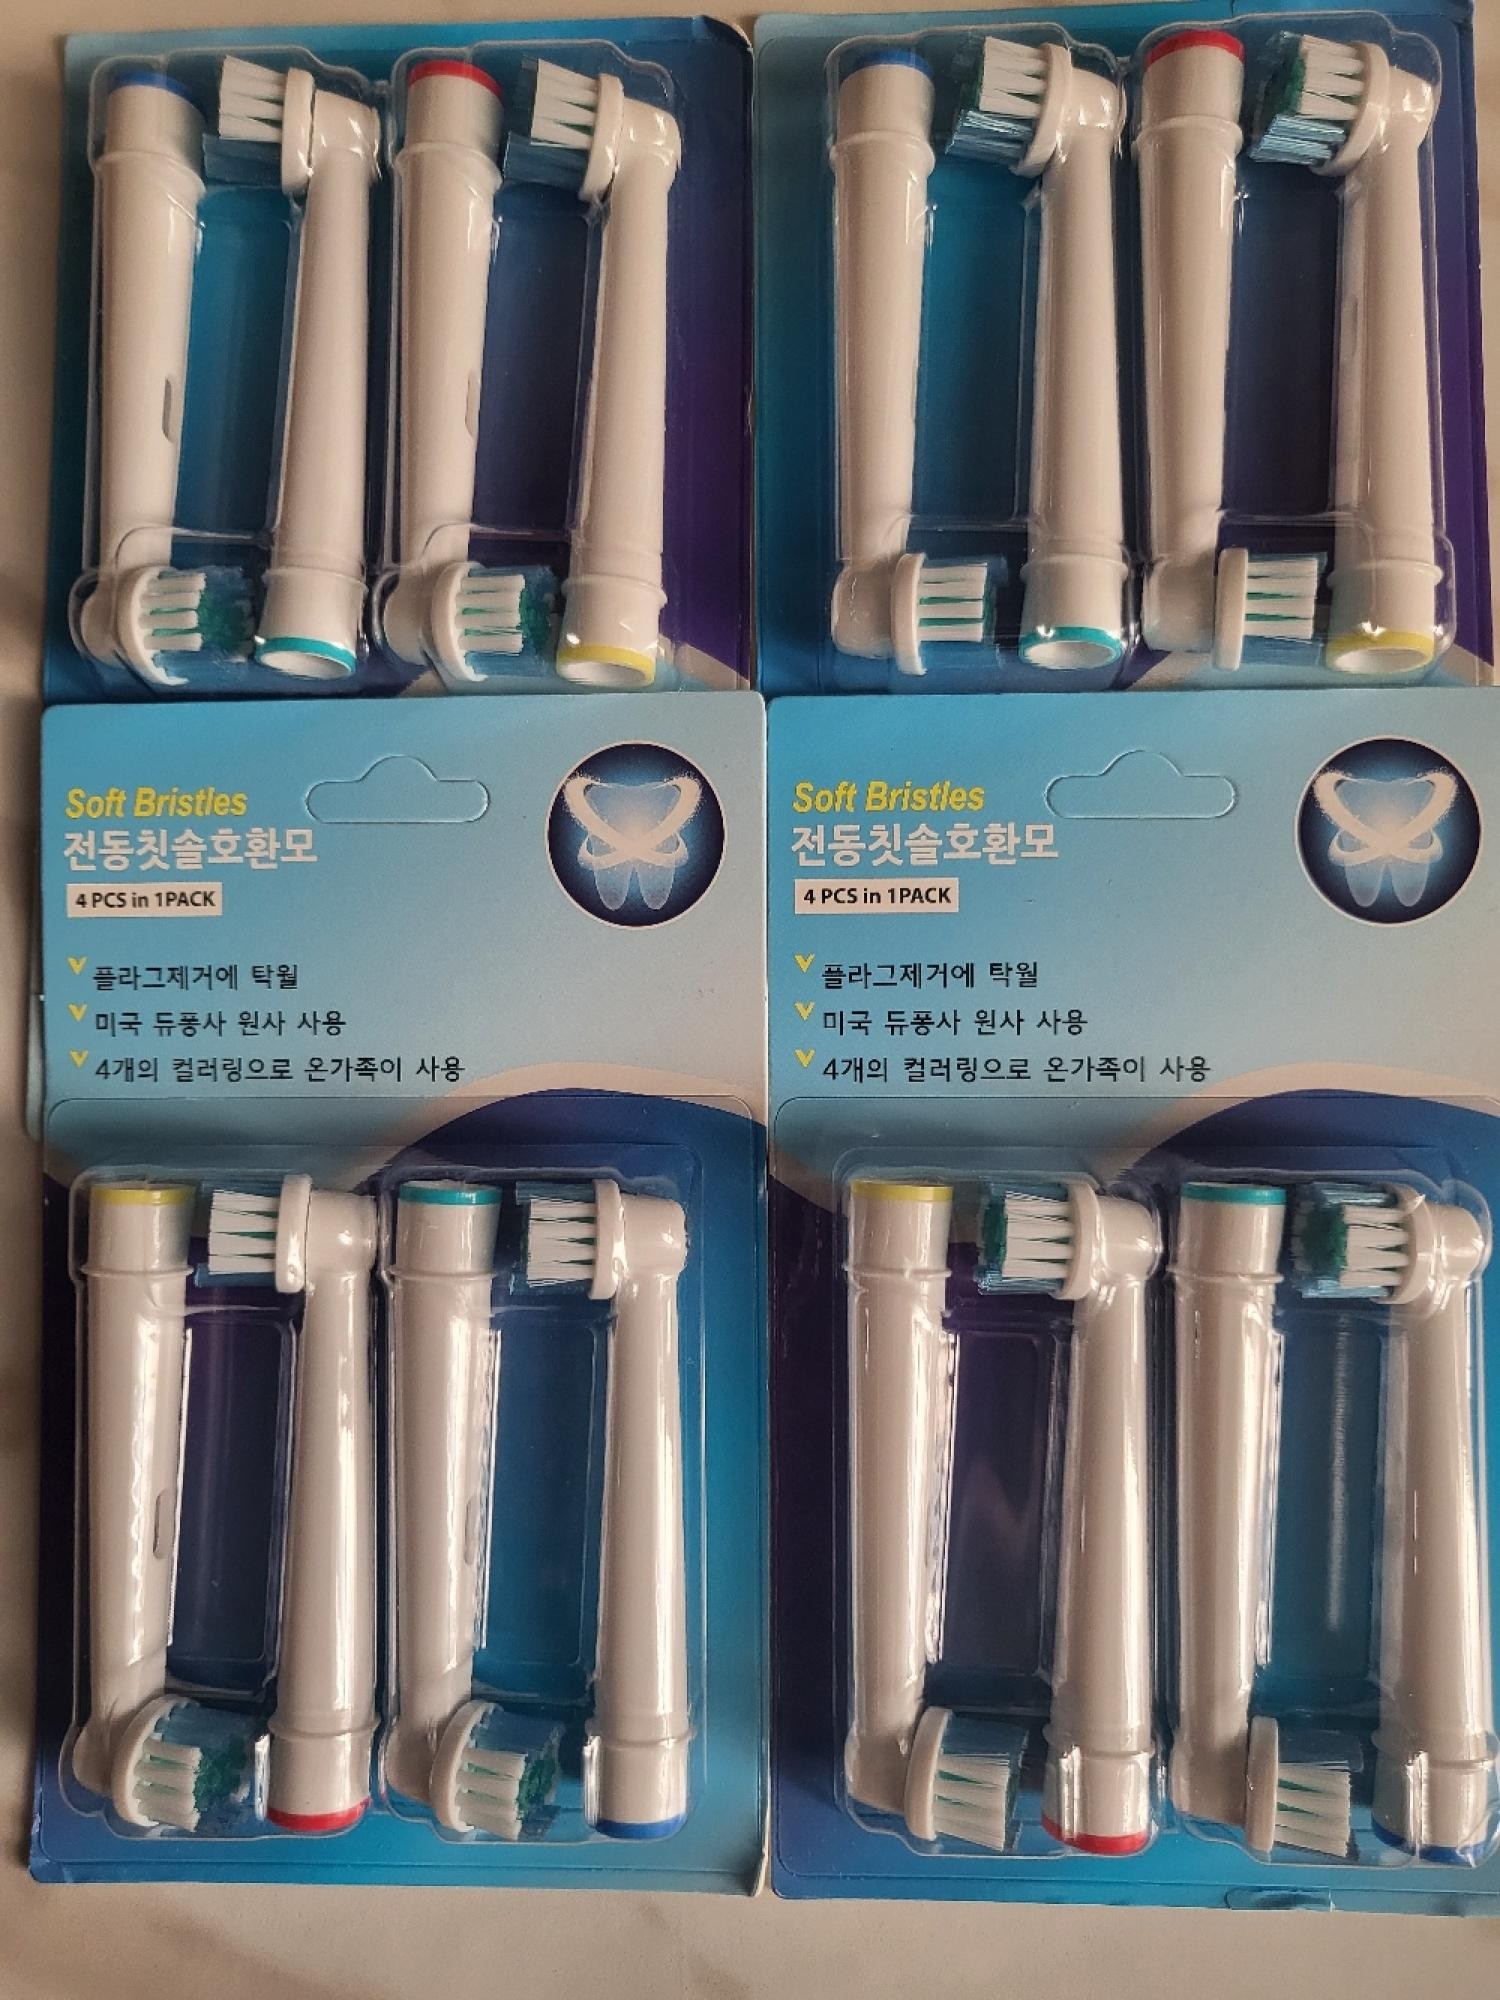 Soft Bristles
전동칫솔호환모
4 PCS in 1PACK
플라그제거에 탁월
미국 듀퐁사 원사 사용
4개의 컬러링으로 온가족이 사용
Soft Bristles
전동칫솔호환모
4 PCS in 1PACK
플라그제거에 탁월
미국 듀퐁사 원사 사용
4개의 컬러링으로 온가족이 사용